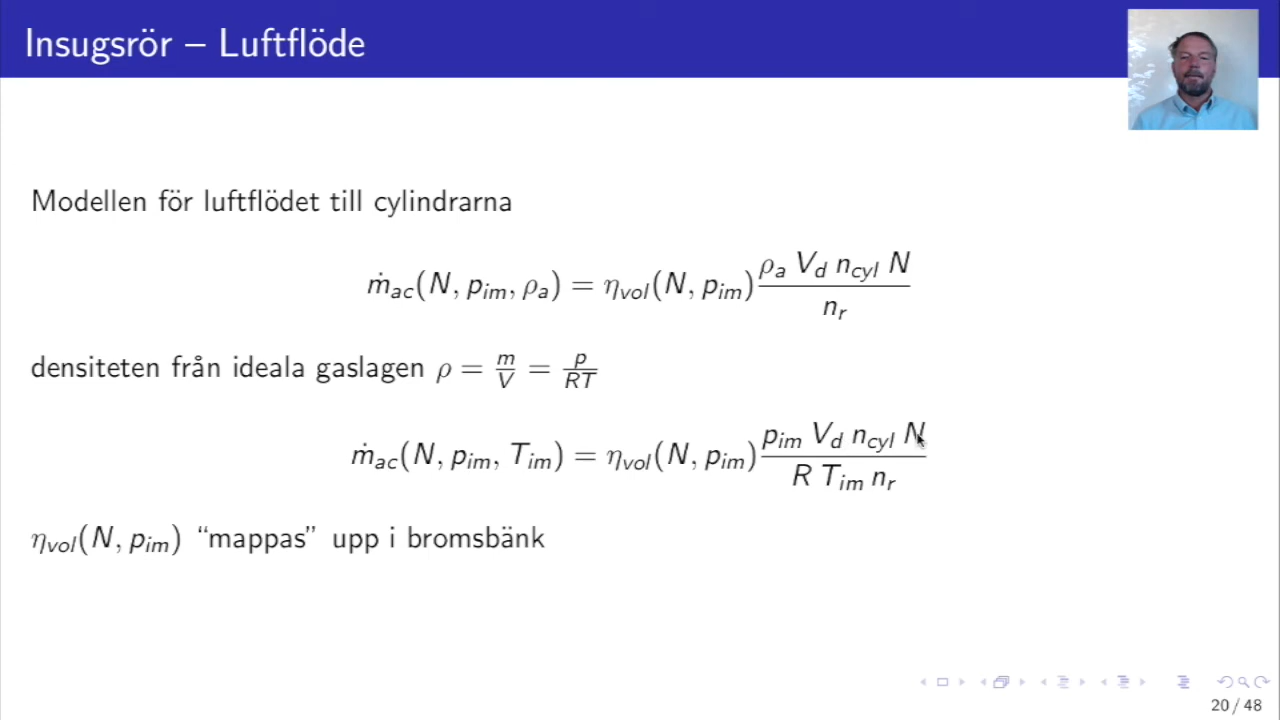 Insugsrör – Luftflöde
Modellen för luftflödet till cylindrarna
ṁ_ac(N, p_im, ρ_a) = η_vol(N, p_im) ρ_a V_d n_cyl N / n_r
densiteten från ideala gaslagen ρ = m/V = p/RT
ṁ_ac(N, p_im, T_im) = η_vol(N, p_im) p_im V_d n_cyl N / R T_im n_r
η_vol(N, p_im) “mappas” upp i bromsbänk
20 / 48